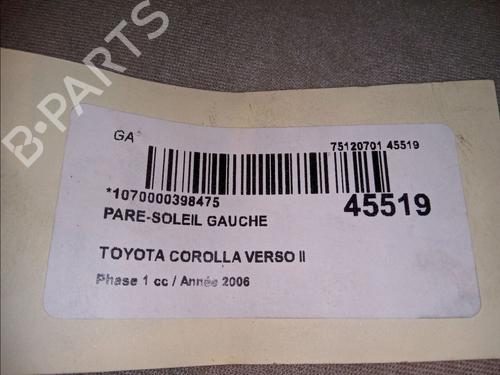 B-PARTS
GA
75120701 45519
*1070000398475
45519
PARE-SOLEIL GAUCHE
TOYOTA COROLLA VERSO II
Phase 1 cc / Année 2006